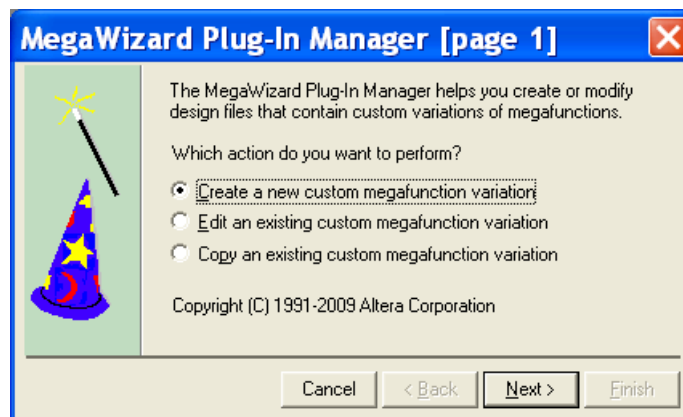 MegaWizard Plug-In Manager [page 1]
The MegaWizard Plug-In Manager helps you create or modify
design files that contain custom variations of megafunctions.
Which action do you want to perform?
Create a new custom megafunction variation
Edit an existing custom megafunction variation
Copy an existing custom megafunction variation
Copyright (C) 1991-2009 Altera Corporation
Cancel < Back Next > Finish